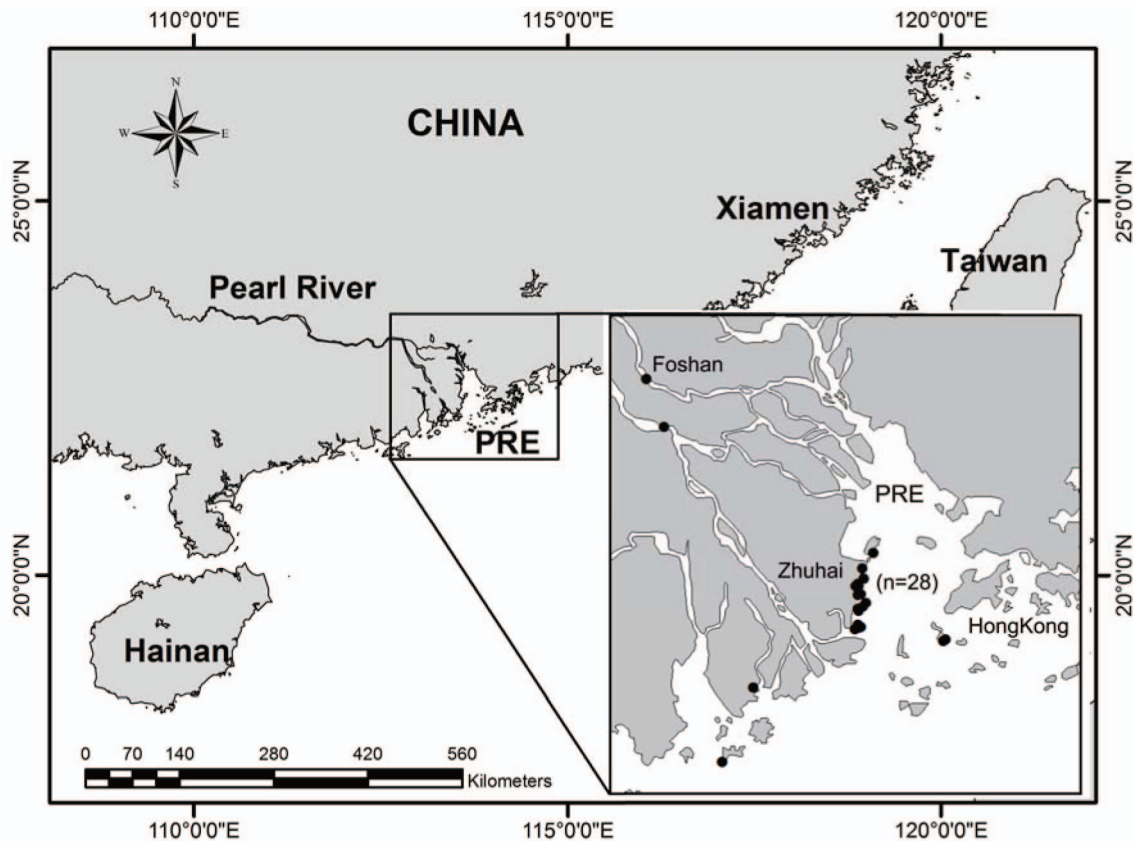 110°0'0"E 115°0'0"E 120°0'0"E
N
W E
S
CHINA
25°0'0"N
25°0'0"N
Xiamen
Taiwan
Pearl River
PRE
Foshan
PRE
Zhuhai
(n=28)
HongKong
20°0'0"N
20°0'0"N
Hainan
0 70 140 280 420 560
Kilometers
110°0'0"E 115°0'0"E 120°0'0"E